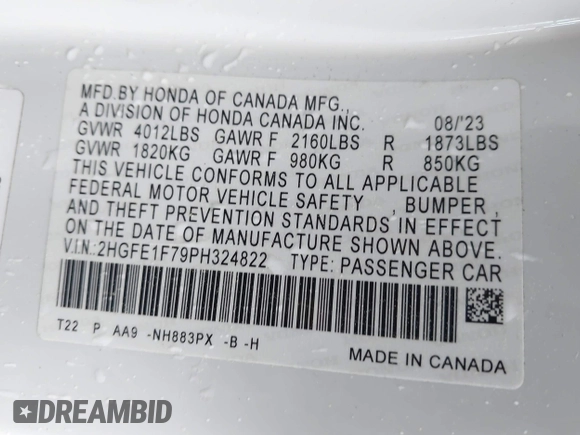 MFD.BY HONDA OF CANADA MFG.,
A DIVISION OF HONDA CANADA INC. 08/'23
GVWR 4012LBS GAWR F 2160LBS R 1873LBS
GVWR 1820KG GAWR F 980KG R 850KG
THIS VEHICLE CONFORMS TO ALL APPLICABLE
FEDERAL MOTOR VEHICLE SAFETY , BUMPER,
AND THEFT PREVENTION STANDARDS IN EFFECT
ON THE DATE OF MANUFACTURE SHOWN ABOVE.
V.I.N.:2HGFE1F79PH324822 TYPE: PASSENGER CAR
T22 P AA9 -NH883PX -B -H
MADE IN CANADA
DREAMBID